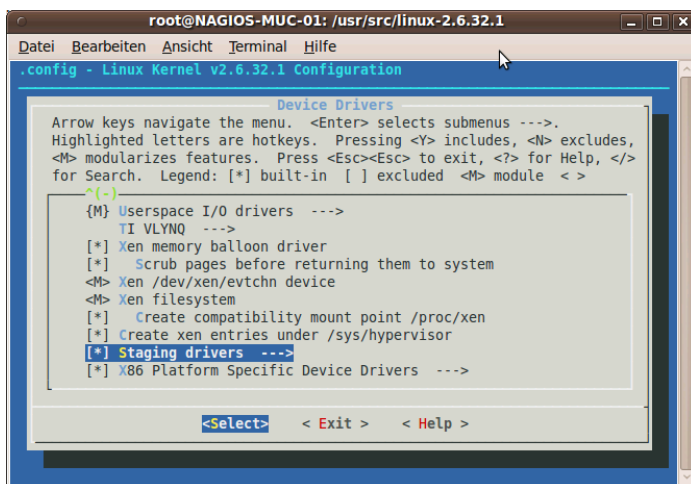 root@NAGIOS-MUC-01: /usr/src/linux-2.6.32.1
Datei Bearbeiten Ansicht Terminal Hilfe
.config - Linux Kernel v2.6.32.1 Configuration
Device Drivers
Arrow keys navigate the menu. <Enter> selects submenus --->.
Highlighted letters are hotkeys. Pressing <Y> includes, <N> excludes,
<M> modularizes features. Press <Esc><Esc> to exit, <?> for Help, </>
for Search. Legend: [*] built-in [ ] excluded <M> module < >
^(-)
{M} Userspace I/O drivers --->
TI VLYNQ --->
[*] Xen memory balloon driver
[*] Scrub pages before returning them to system
<M> Xen /dev/xen/evtchn device
<M> Xen filesystem
[*] Create compatibility mount point /proc/xen
[*] Create xen entries under /sys/hypervisor
[*] Staging drivers --->
[*] X86 Platform Specific Device Drivers --->
<Select> < Exit > < Help >